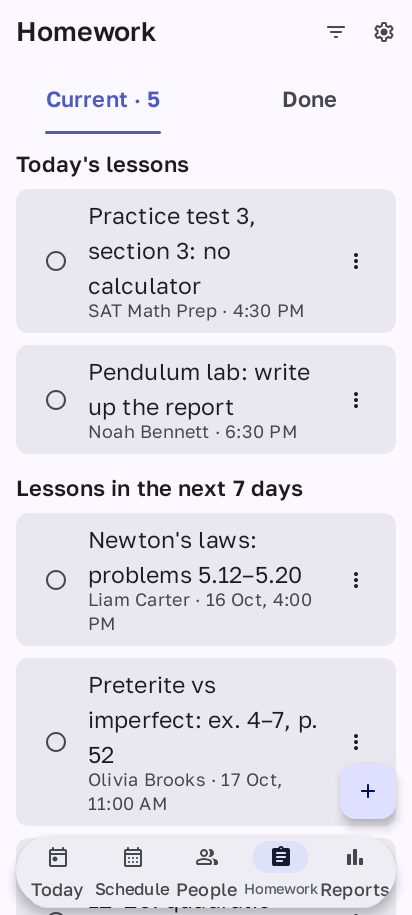 Homework
Current · 5
Done
Today's lessons
Practice test 3,
section 3: no
calculator
SAT Math Prep · 4:30 PM
Pendulum lab: write
up the report
Noah Bennett · 6:30 PM
Lessons in the next 7 days
Newton's laws:
problems 5.12–5.20
Liam Carter · 16 Oct, 4:00
PM
Preterite vs
imperfect: ex. 4–7, p.
52
Olivia Brooks · 17 Oct,
11:00 AM
Today
Schedule
People
Homework
Reports